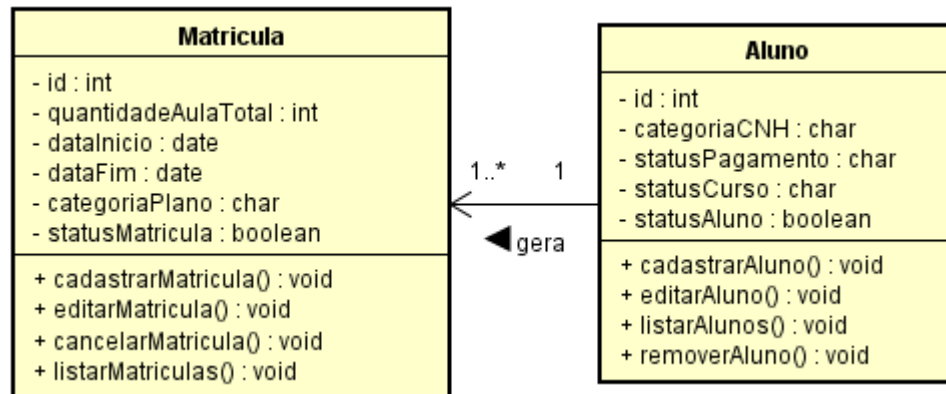 Matricula
- id : int
- quantidadeAulaTotal : int
- dataInicio : date
- dataFim : date
- categoriaPlano : char
- statusMatricula : boolean
+ cadastrarMatricula() : void
+ editarMatricula() : void
+ cancelarMatricula() : void
+ listarMatriculas() : void
1..* 1
gera
Aluno
- id : int
- categoriaCNH : char
- statusPagamento : char
- statusCurso : char
- statusAluno : boolean
+ cadastrarAluno() : void
+ editarAluno() : void
+ listarAlunos() : void
+ removerAluno() : void